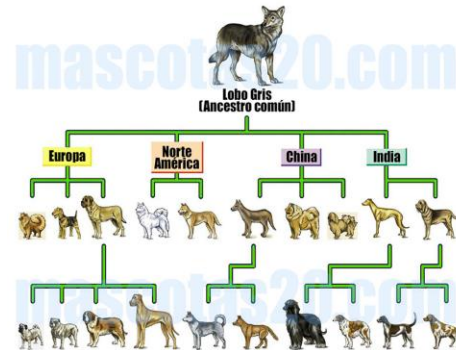 mascotas20.com
Lobo Gris
(Ancestro común)
Europa
Norte
América
China
India
mascotas20.com